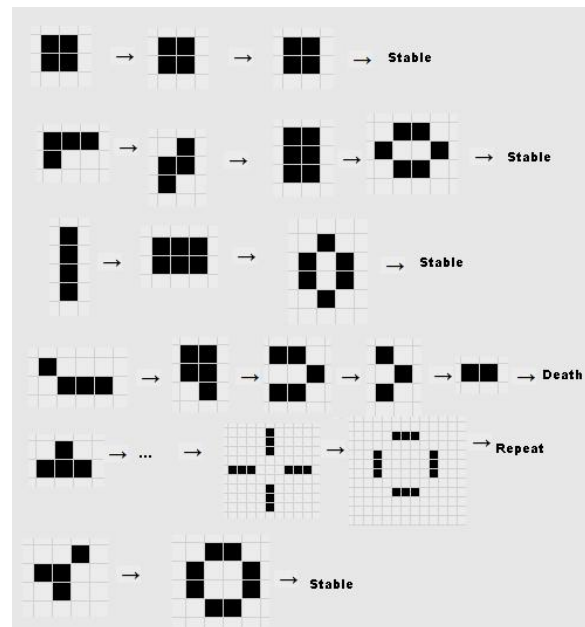 → → → Stable
→ → → → Stable
→ → → Stable
→ → → → → Death
→ ... → → → Repeat
→ → Stable